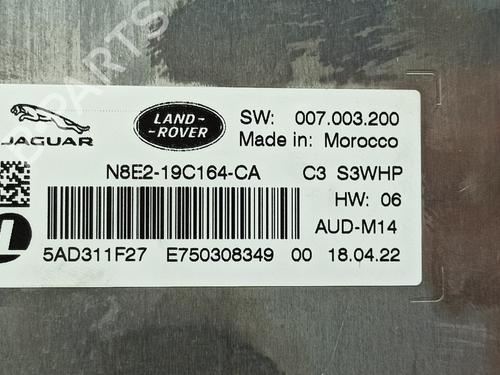 JAGUAR
LAND-
-ROVER
SW: 007.003.200
Made in: Morocco
N8E2-19C164-CA C3 S3WHP
HW: 06
AUD-M14
5AD311F27 E750308349 00 18.04.22